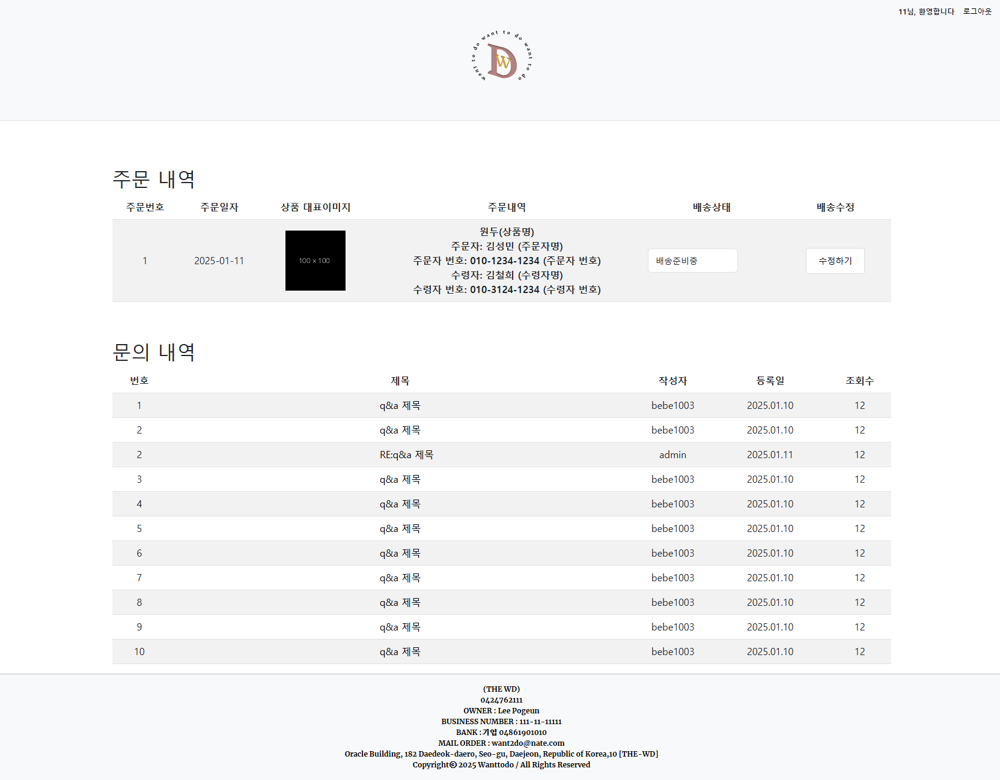 11님, 환영합니다 로그아웃
want to do want to do want to do
D
W
주문 내역
주문번호 주문일자 상품 대표이미지 주문내역 배송상태 배송수정
원두(상품명)
주문자: 김성민 (주문자명)
1 2025-01-11 100 × 100 주문자 번호: 010-1234-1234 (주문자 번호) 배송준비중 수정하기
수령자: 김철희 (수령자명)
수령자 번호: 010-3124-1234 (수령자 번호)
문의 내역
번호 제목 작성자 등록일 조회수
1 q&a 제목 bebe1003 2025.01.10 12
2 q&a 제목 bebe1003 2025.01.10 12
2 RE:q&a 제목 admin 2025.01.11 12
3 q&a 제목 bebe1003 2025.01.10 12
4 q&a 제목 bebe1003 2025.01.10 12
5 q&a 제목 bebe1003 2025.01.10 12
6 q&a 제목 bebe1003 2025.01.10 12
7 q&a 제목 bebe1003 2025.01.10 12
8 q&a 제목 bebe1003 2025.01.10 12
9 q&a 제목 bebe1003 2025.01.10 12
10 q&a 제목 bebe1003 2025.01.10 12
(THE WD)
0424762111
OWNER : Lee Pogeun
BUSINESS NUMBER : 111-11-11111
BANK :기업 04861901010
MAIL ORDER : want2do@nate.com
Oracle Building, 182 Daedeok-daero, Seo-gu, Daejeon, Republic of Korea,10 [THE-WD]
Copyright© 2025 Wanttodo / All Rights Reserved